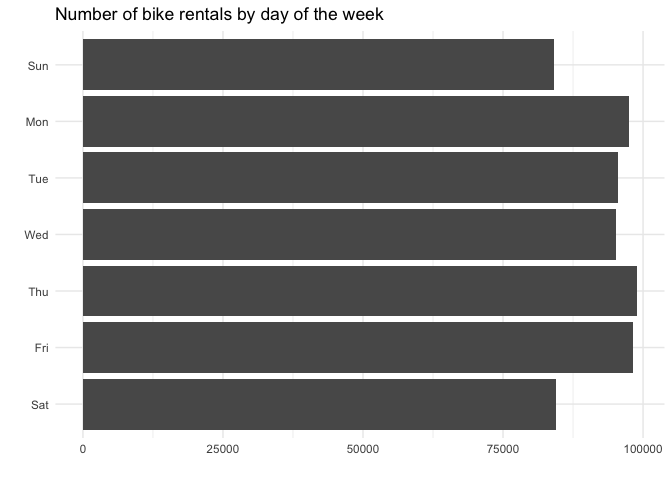 Number of bike rentals by day of the week
Sun
Mon
Tue
Wed
Thu
Fri
Sat
0 25000 50000 75000 100000